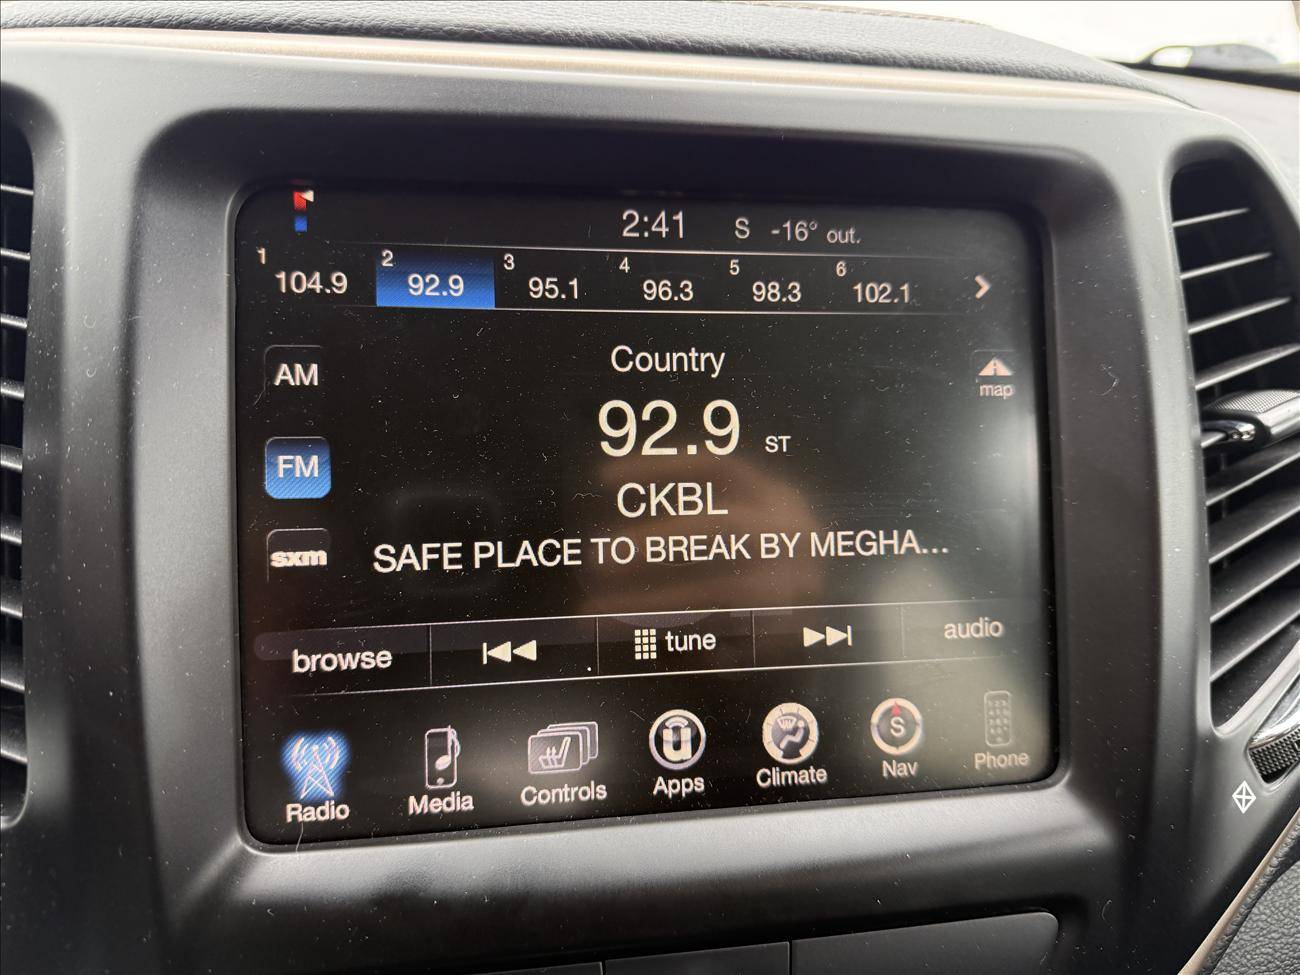 2:41 S -16° out.
1 104.9 2 92.9 3 95.1 4 96.3 5 98.3 6 102.1
AM
FM
sxm
Country
92.9 ST
CKBL
SAFE PLACE TO BREAK BY MEGHA...
map
browse tune audio
Radio Media Controls Apps Climate S Nav Phone